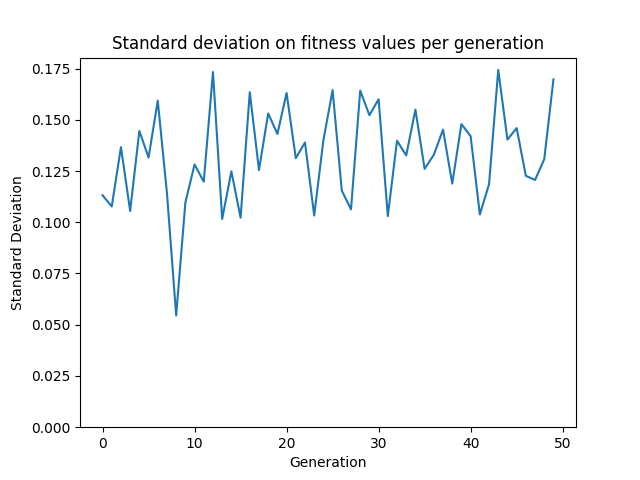 Standard deviation on fitness values per generation
0.175
0.150
0.125
0.100
0.075
0.050
0.025
0.000
Standard Deviation
0 10 20 30 40 50
Generation